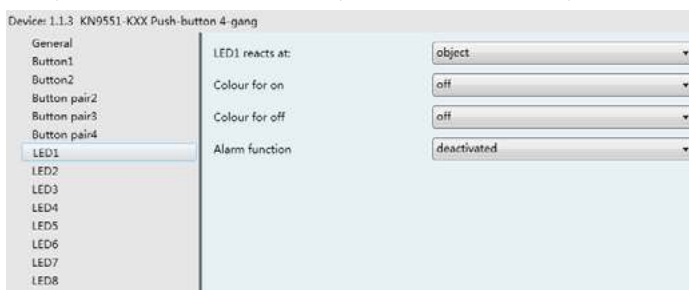 Device: 1.1.3 KN9551-KXX Push-button 4-gang
General
Button1
Button2
Button pair2
Button pair3
Button pair4
LED1
LED2
LED3
LED4
LED5
LED6
LED7
LED8
LED1 reacts at: object
Colour for on off
Colour for off off
Alarm function deactivated